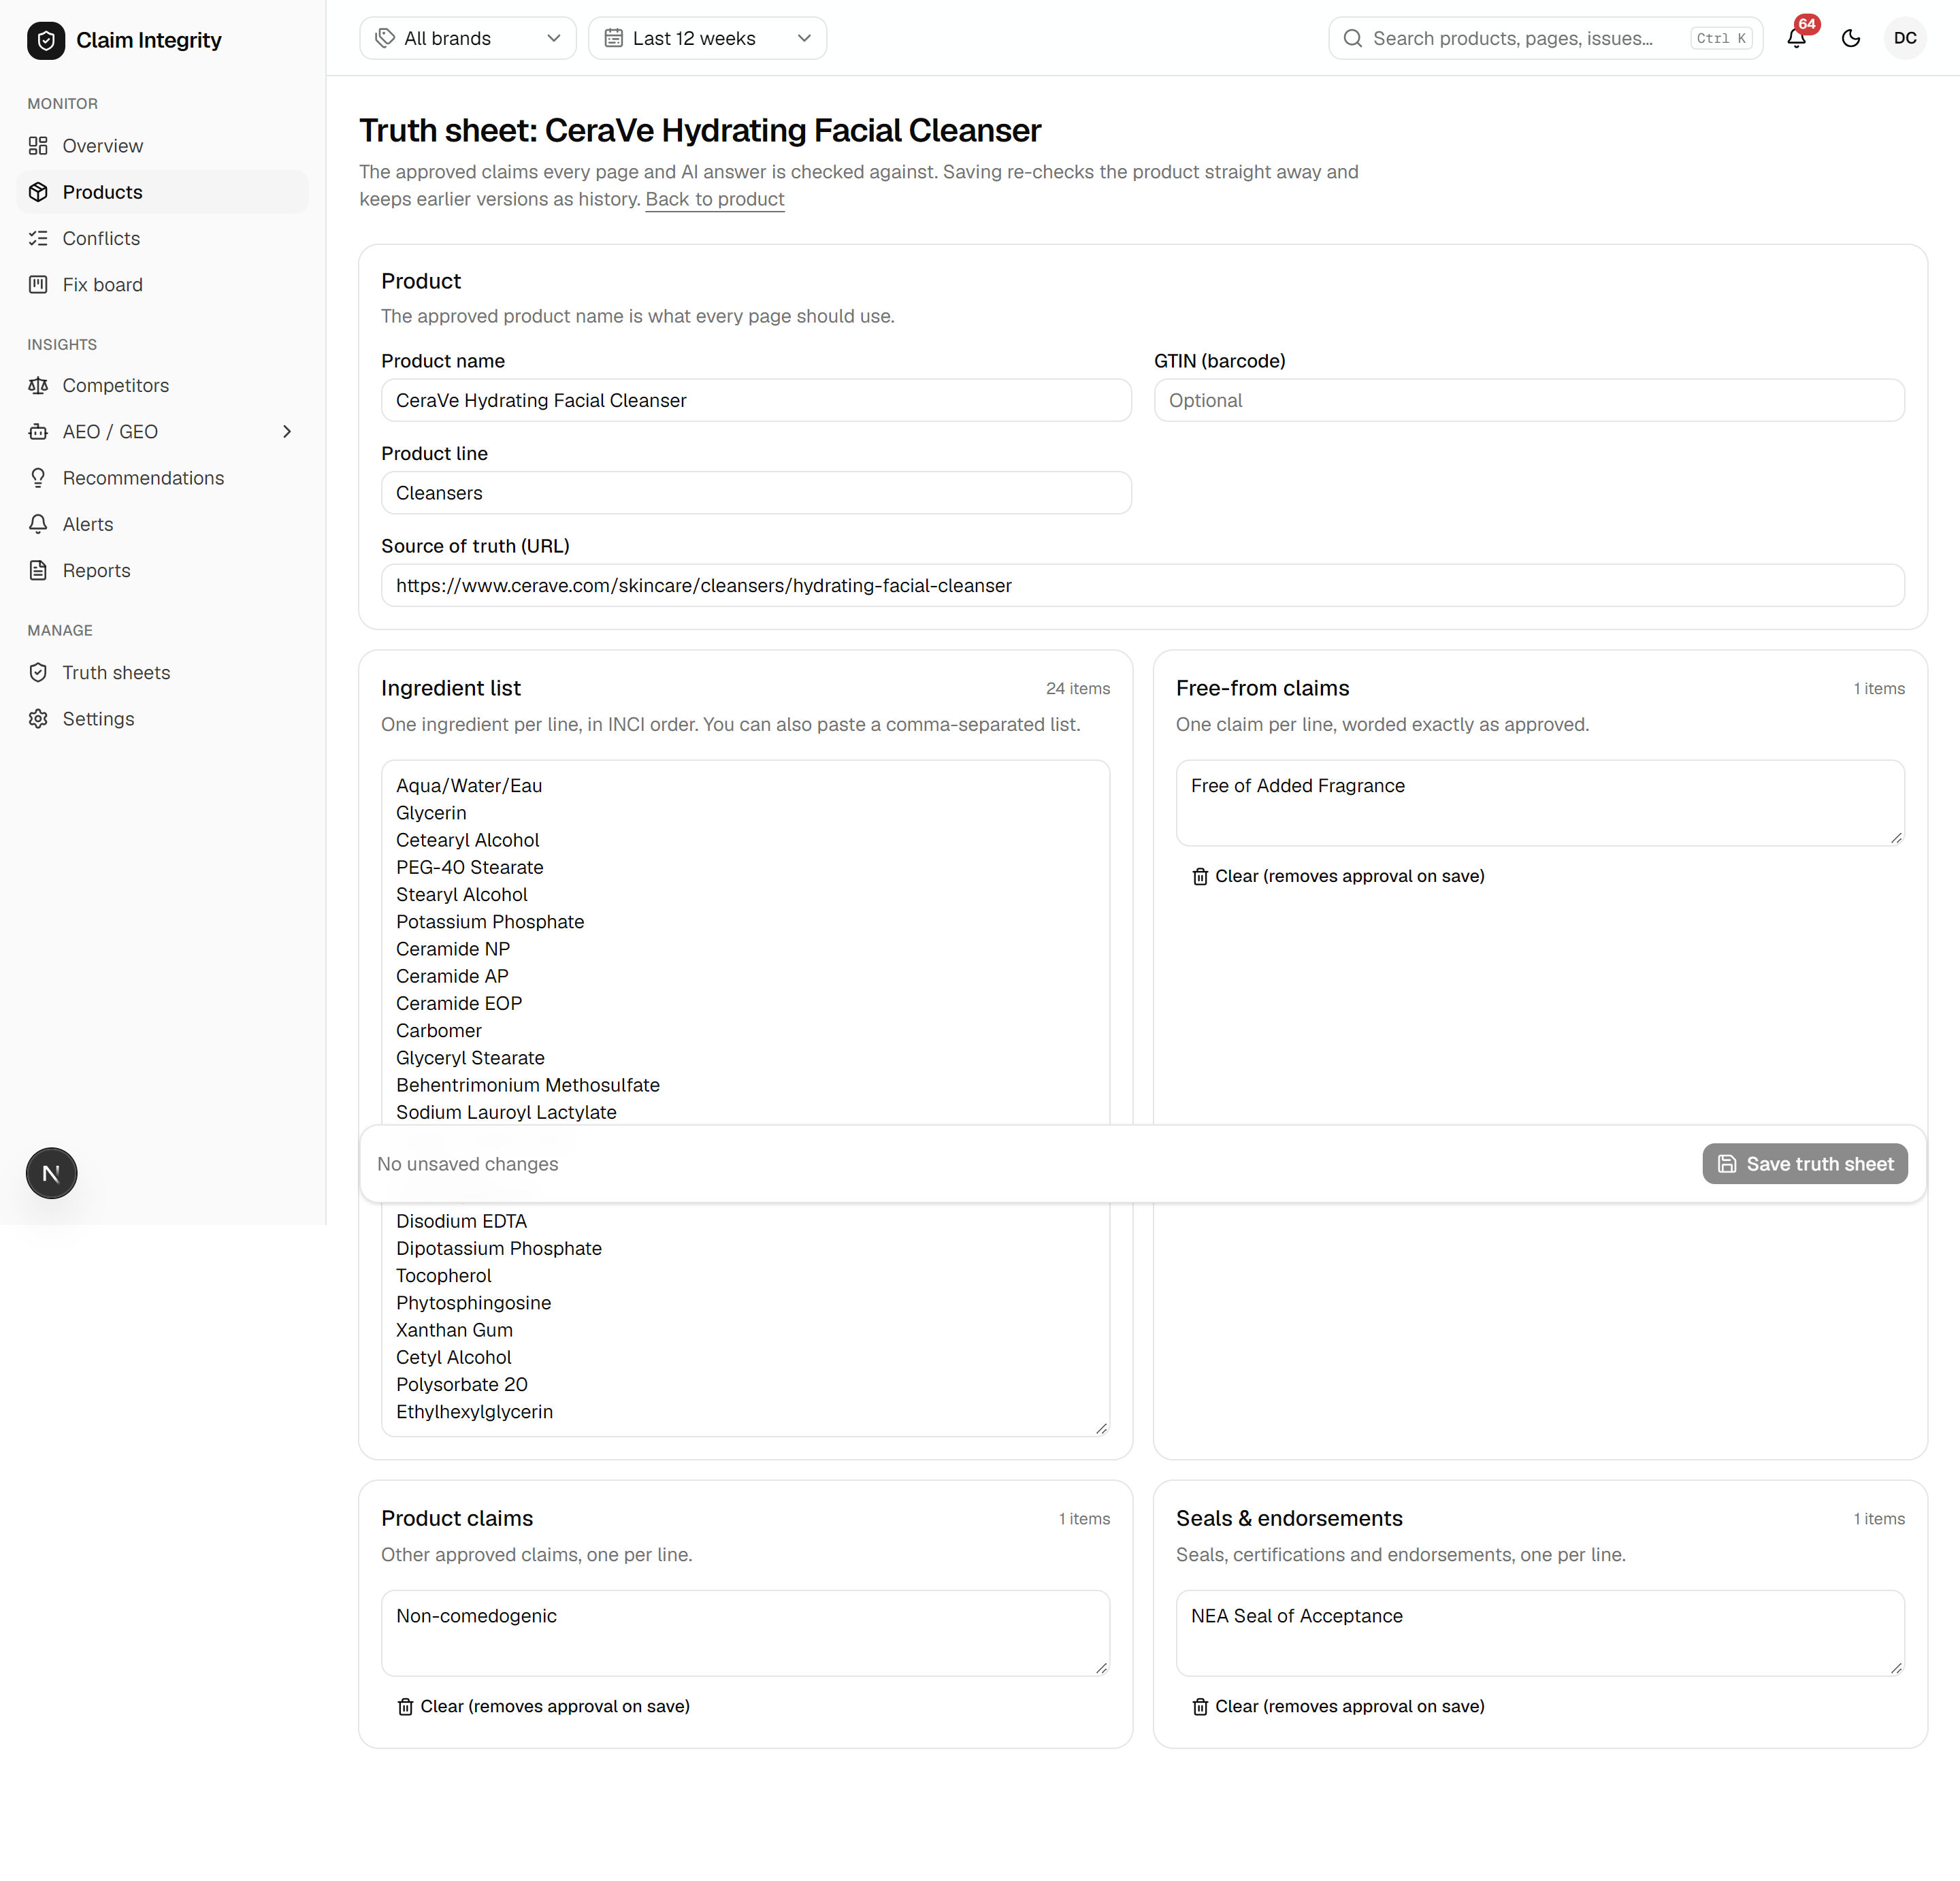 Claim Integrity
MONITOR
Overview
Products
Conflicts
Fix board
INSIGHTS
Competitors
AEO / GEO
Recommendations
Alerts
Reports
MANAGE
Truth sheets
Settings
N
All brands
Last 12 weeks
Search products, pages, issues...
Ctrl K
64
DC
Truth sheet: CeraVe Hydrating Facial Cleanser
The approved claims every page and AI answer is checked against. Saving re-checks the product straight away and
keeps earlier versions as history. Back to product
Product
The approved product name is what every page should use.
Product name
CeraVe Hydrating Facial Cleanser
GTIN (barcode)
Optional
Product line
Cleansers
Source of truth (URL)
https://www.cerave.com/skincare/cleansers/hydrating-facial-cleanser
Ingredient list
24 items
One ingredient per line, in INCI order. You can also paste a comma-separated list.
Aqua/Water/Eau
Glycerin
Cetearyl Alcohol
PEG-40 Stearate
Stearyl Alcohol
Potassium Phosphate
Ceramide NP
Ceramide AP
Ceramide EOP
Carbomer
Glyceryl Stearate
Behentrimonium Methosulfate
Sodium Lauroyl Lactylate
Free-from claims
1 items
One claim per line, worded exactly as approved.
Free of Added Fragrance
Clear (removes approval on save)
No unsaved changes
Save truth sheet
Disodium EDTA
Dipotassium Phosphate
Tocopherol
Phytosphingosine
Xanthan Gum
Cetyl Alcohol
Polysorbate 20
Ethylhexylglycerin
Product claims
1 items
Other approved claims, one per line.
Non-comedogenic
Clear (removes approval on save)
Seals & endorsements
1 items
Seals, certifications and endorsements, one per line.
NEA Seal of Acceptance
Clear (removes approval on save)